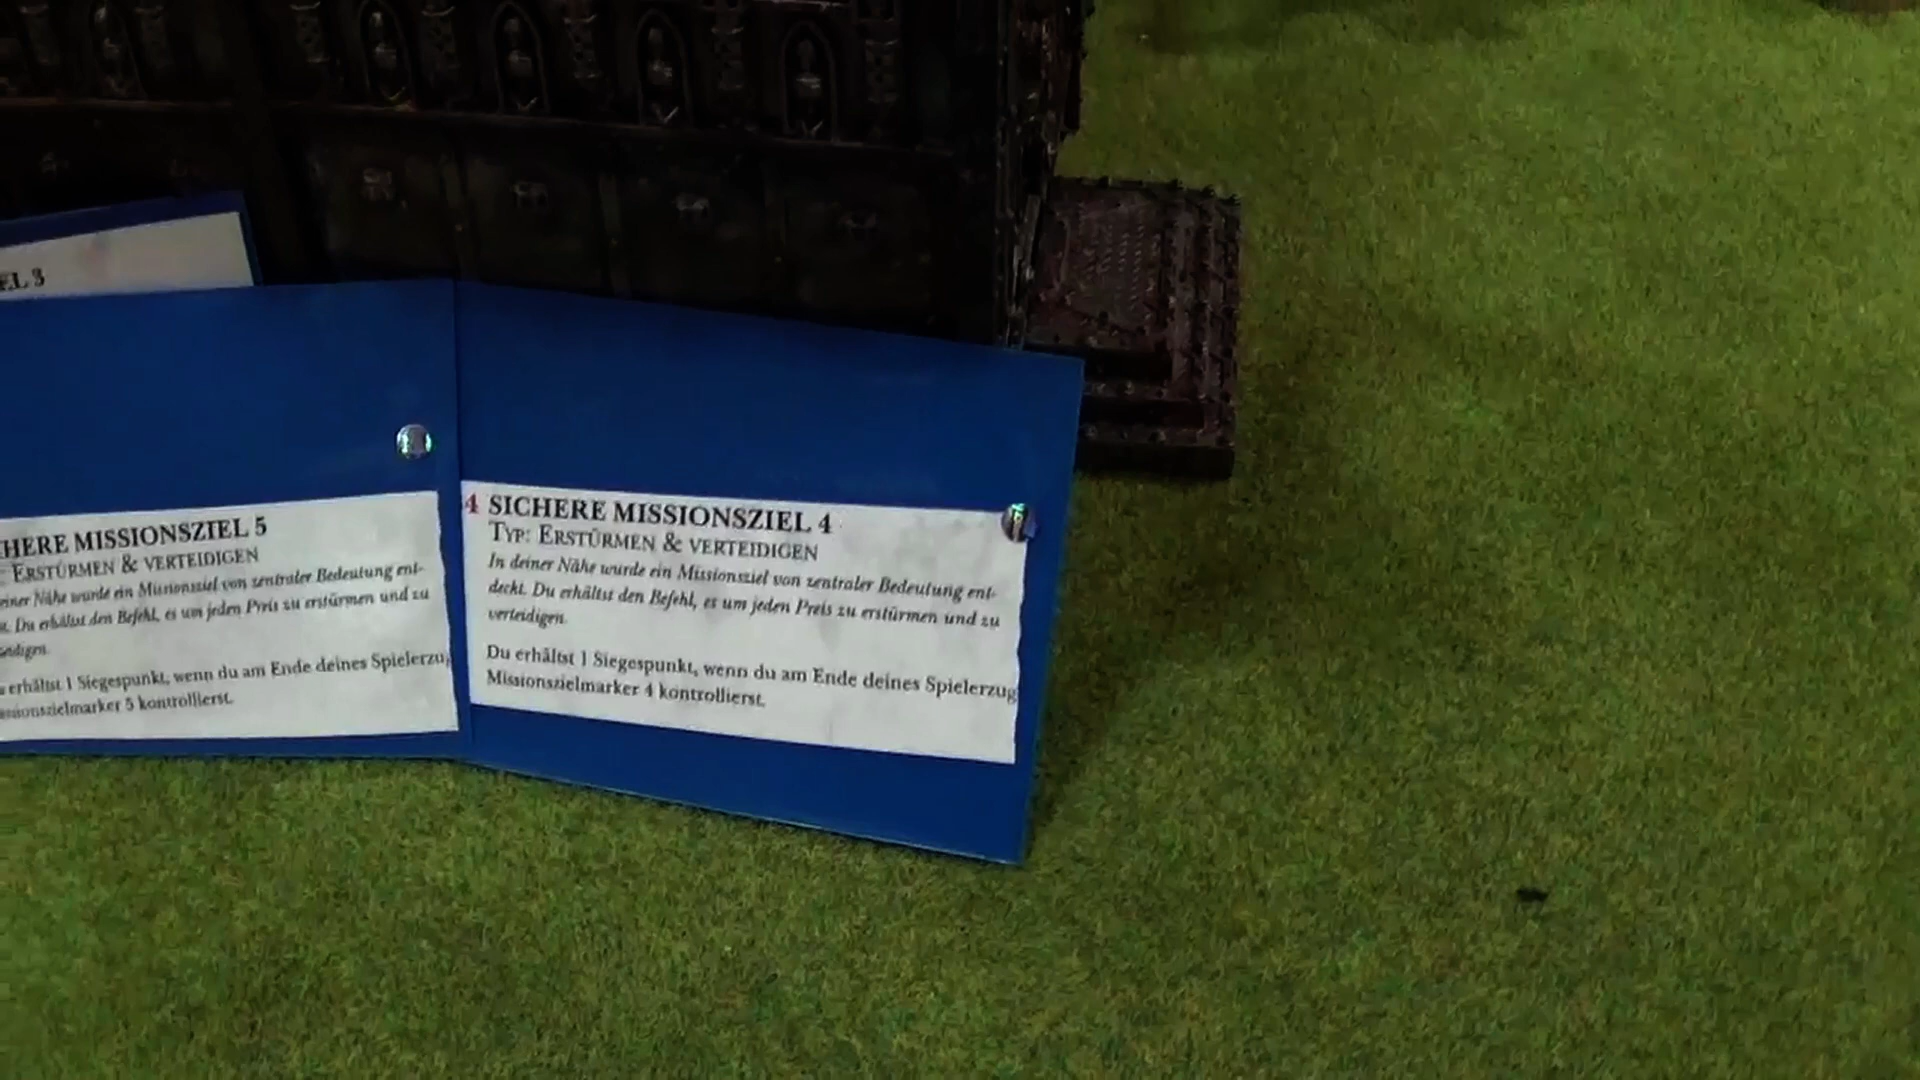 EL 3
HERE MISSIONSZIEL 5
: ERSTÜRMEN & VERTEIDIGEN
einer Nähe wurde ein Missionsziel von zentraler Bedeutung ent-
t. Du erhältst den Befehl, es um jeden Preis zu erstürmen und zu
eidigen.
erhältst 1 Siegespunkt, wenn du am Ende deines Spielerzug
ssionszielmarker 5 kontrollierst.
4 SICHERE MISSIONSZIEL 4
TYP: ERSTÜRMEN & VERTEIDIGEN
In deiner Nähe wurde ein Missionsziel von zentraler Bedeutung ent-
deckt. Du erhältst den Befehl, es um jeden Preis zu erstürmen und zu
verteidigen.
Du erhältst 1 Siegespunkt, wenn du am Ende deines Spielerzug
Missionszielmarker 4 kontrollierst.